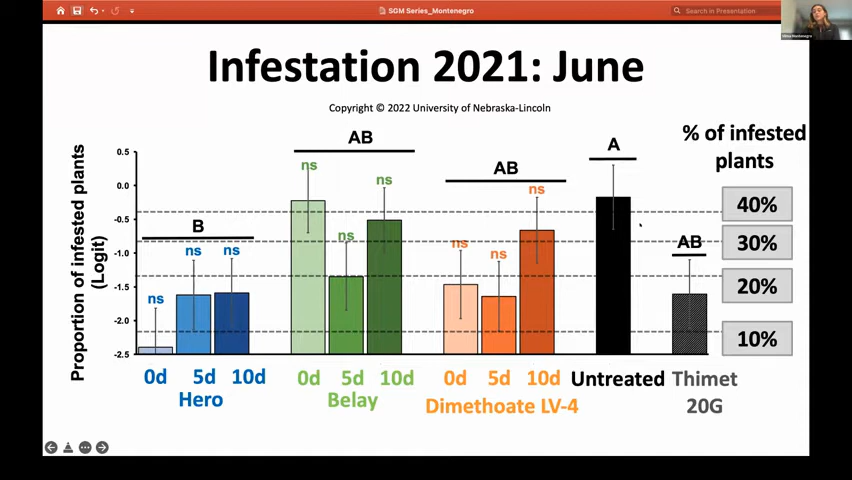 SGM Series_Montenegro
Search in Presentation
Infestation 2021: June
Copyright © 2022 University of Nebraska-Lincoln
% of infested
plants
Proportion of infested plants
(Logit)
0.5
0.0
-0.5
-1.0
-1.5
-2.0
-2.5
B
AB
AB
A
AB
ns
ns
ns
ns
ns
ns
ns
ns
ns
40%
30%
20%
10%
0d 5d 10d
Hero
0d 5d 10d
Belay
0d 5d 10d
Dimethoate LV-4
Untreated
Thimet
20G